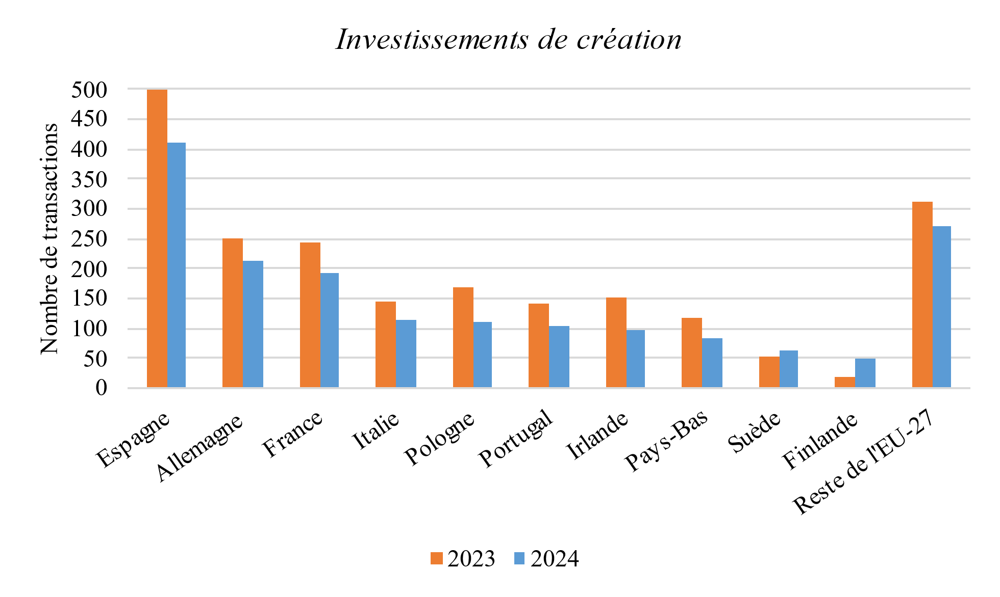 Investissements de création
Nombre de transactions
500
450
400
350
300
250
200
150
100
50
0
Espagne
Allemagne
France
Italie
Pologne
Portugal
Irlande
Pays-Bas
Suède
Finlande
Reste de l'EU-27
2023
2024